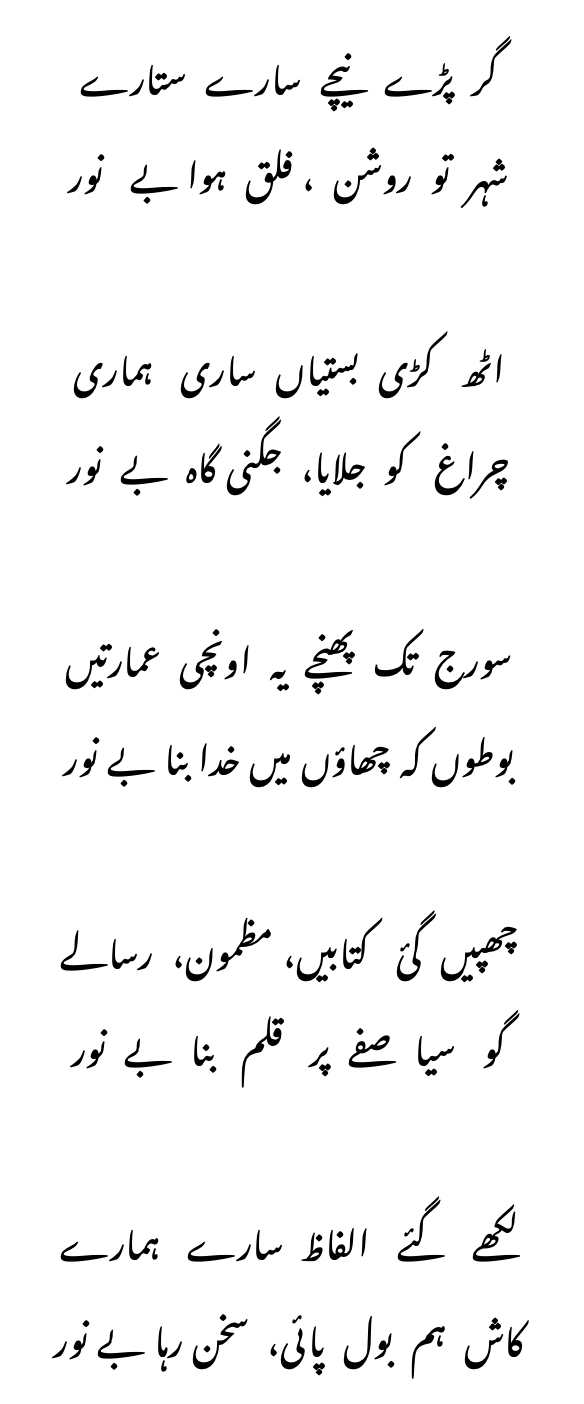 گر پڑے نیچے سارے ستارے
شہر تو روشن ، فلق ہوا بے نور
اٹھ کڑی بستیاں ساری ہماری
چراغ کو جلایا، جگنی گاہ بے نور
سورج تک پھنچے یہ اونچی عمارتیں
بوطوں کہ چھاؤں میں خدا بنا بے نور
چھپیں گئ کتابیں، مظمون، رسالے
گو سیا صفے پر قلم بنا بے نور
لکھے گئے الفاظ سارے ہمارے
کاش ہم بول پائی، سخن رہا بے نور